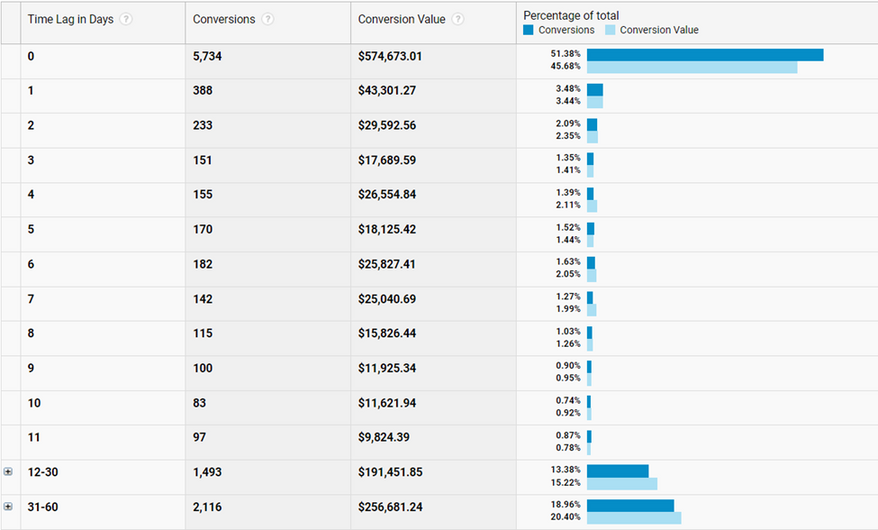 Time Lag in Days ? Conversions ? Conversion Value ? Percentage of total
Conversions Conversion Value
0 5,734 $574,673.01 51.38%
45.68%
1 388 $43,301.27 3.48%
3.44%
2 233 $29,592.56 2.09%
2.35%
3 151 $17,689.59 1.35%
1.41%
4 155 $26,554.84 1.39%
2.11%
5 170 $18,125.42 1.52%
1.44%
6 182 $25,827.41 1.63%
2.05%
7 142 $25,040.69 1.27%
1.99%
8 115 $15,826.44 1.03%
1.26%
9 100 $11,925.34 0.90%
0.95%
10 83 $11,621.94 0.74%
0.92%
11 97 $9,824.39 0.87%
0.78%
12-30 1,493 $191,451.85 13.38%
15.22%
31-60 2,116 $256,681.24 18.96%
20.40%